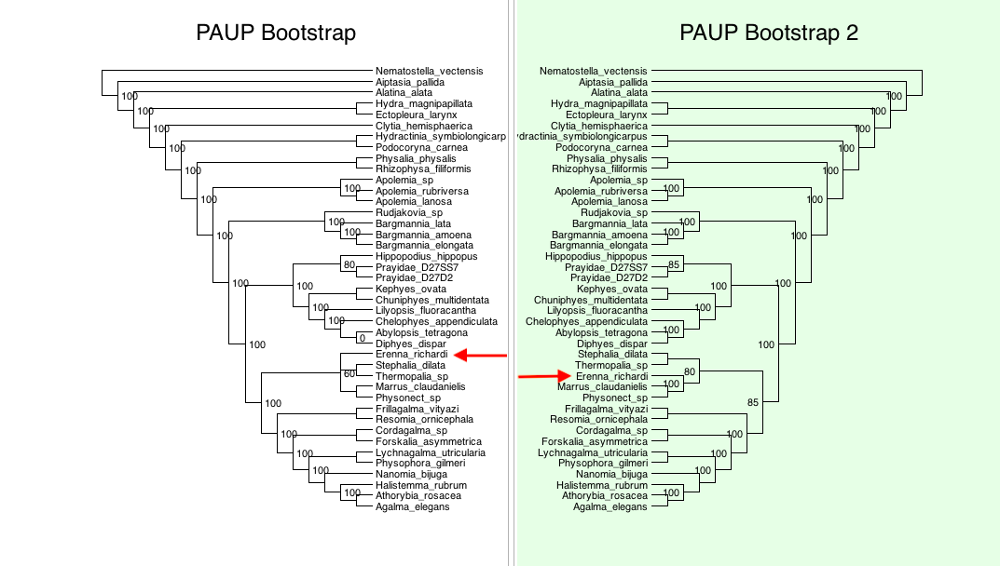 PAUP Bootstrap
Nematostella_vectensis
Aiptasia_pallida
100
Alatina_alata
Hydra_magnipapillata
100
Ectopleura_larynx
Clytia_hemisphaerica
100
Hydractinia_symbiolongicarp
100
Podocoryna_carnea
Physalia_physalis
100
Rhizophysa_filiformis
Apolemia_sp
100
Apolemia_rubriversa
100
Apolemia_lanosa
Rudjakovia_sp
100
Bargmannia_lata
100
Bargmannia_amoena
100
Bargmannia_elongata
Hippopodius_hippopus
80
Prayidae_D27SS7
Prayidae_D27D2
100
100
Kephyes_ovata
Chuniphyes_multidentata
100
Lilyopsis_fluoracantha
100
Chelophyes_appendiculata
Abylopsis_tetragona
0
Diphyes_dispar
100
Erenna_richardi
Stephalia_dilata
60
Thermopalia_sp
Marrus_claudanielis
Physonect_sp
100
Frillagalma_vityazi
Resomia_ornicephala
Cordagalma_sp
100
Forskalia_asymmetrica
Lychnagalma_utricularia
100
Physophora_gilmeri
100
Nanomia_bijuga
Halistemma_rubrum
100
Athorybia_rosacea
Agalma_elegans
PAUP Bootstrap 2
Nematostella_vectensis
Aiptasia_pallida
Alatina_alata
100
Hydra_magnipapillata
Ectopleura_larynx
100
Clytia_hemisphaerica
100
dractinia_symbiolongicarpus
Podocoryna_carnea
100
Physalia_physalis
Rhizophysa_filiformis
100
Apolemia_sp
Apolemia_rubriversa
100
Apolemia_lanosa
100
Rudjakovia_sp
Bargmannia_lata
100
Bargmannia_amoena
100
100
Bargmannia_elongata
Hippopodius_hippopus
Prayidae_D27SS7
85
Prayidae_D27D2
100
100
Kephyes_ovata
Chuniphyes_multidentata
Lilyopsis_fluoracantha
100
Chelophyes_appendiculata
Abylopsis_tetragona
100
Diphyes_dispar
100
Stephalia_dilata
Thermopalia_sp
80
Erenna_richardi
Marrus_claudanielis
100
Physonect_sp
85
Frillagalma_vityazi
Resomia_ornicephala
Cordagalma_sp
100
Forskalia_asymmetrica
Lychnagalma_utricularia
100
Physophora_gilmeri
Nanomia_bijuga
100
Halistemma_rubrum
Athorybia_rosacea
100
Agalma_elegans